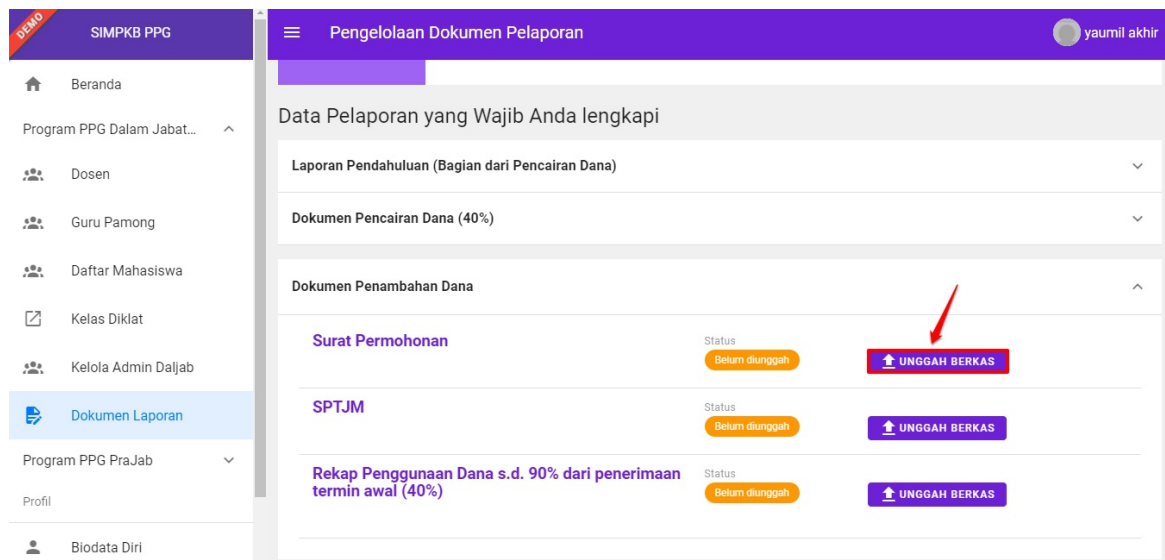 DEMO
SIMPKB PPG
Pengelolaan Dokumen Pelaporan
yaumil akhir
Beranda
Program PPG Dalam Jabat...
Dosen
Guru Pamong
Daftar Mahasiswa
Kelas Diklat
Kelola Admin Daljab
Dokumen Laporan
Program PPG PraJab
Profil
Biodata Diri
Data Pelaporan yang Wajib Anda lengkapi
Laporan Pendahuluan (Bagian dari Pencairan Dana)
Dokumen Pencairan Dana (40%)
Dokumen Penambahan Dana
Surat Permohonan
Status
Belum diunggah
UNGGAH BERKAS
SPTJM
Status
Belum diunggah
UNGGAH BERKAS
Rekap Penggunaan Dana s.d. 90% dari penerimaan
termin awal (40%)
Status
Belum diunggah
UNGGAH BERKAS